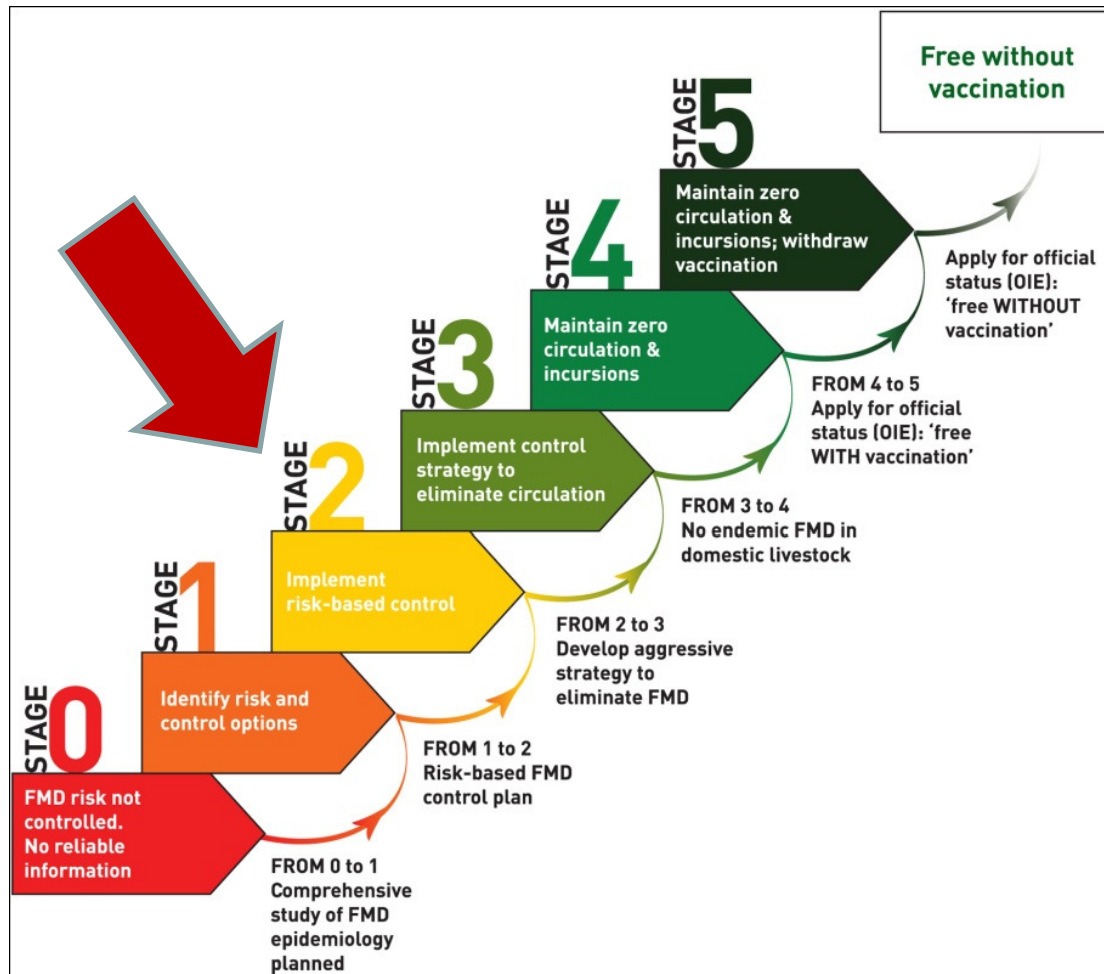 Free without
vaccination
STAGE 5
Maintain zero
circulation &
incursions; withdraw
vaccination
Apply for official
status (OIE):
‘free WITHOUT
vaccination’
STAGE 4
Maintain zero
circulation &
incursions
FROM 4 to 5
Apply for official
status (OIE): ‘free
WITH vaccination’
STAGE 3
Implement control
strategy to
eliminate circulation
FROM 3 to 4
No endemic FMD in
domestic livestock
STAGE 2
Implement
risk-based control
FROM 2 to 3
Develop aggressive
strategy to
eliminate FMD
STAGE 1
Identify risk and
control options
FROM 1 to 2
Risk-based FMD
control plan
STAGE 0
FMD risk not
controlled.
No reliable
information
FROM 0 to 1
Comprehensive
study of FMD
epidemiology
planned